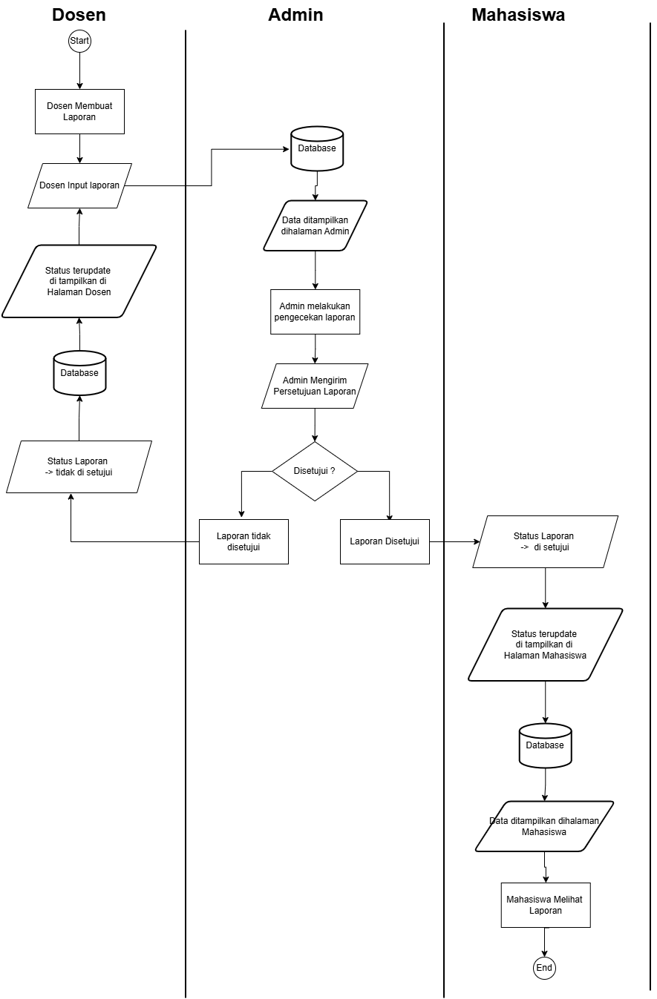 Dosen
Admin
Mahasiswa
Start
Dosen Membuat
Laporan
Dosen Input laporan
Status terupdate
di tampilkan di
Halaman Dosen
Database
Status Laporan
-> tidak di setujui
Database
Data ditampilkan
dihalaman Admin
Admin melakukan
pengecekan laporan
Admin Mengirim
Persetujuan Laporan
Disetujui ?
Laporan tidak
disetujui
Laporan Disetujui
Status Laporan
-> di setujui
Status terupdate
di tampilkan di
Halaman Mahasiswa
Database
Data ditampilkan dihalaman
Mahasiswa
Mahasiswa Melihat
Laporan
End